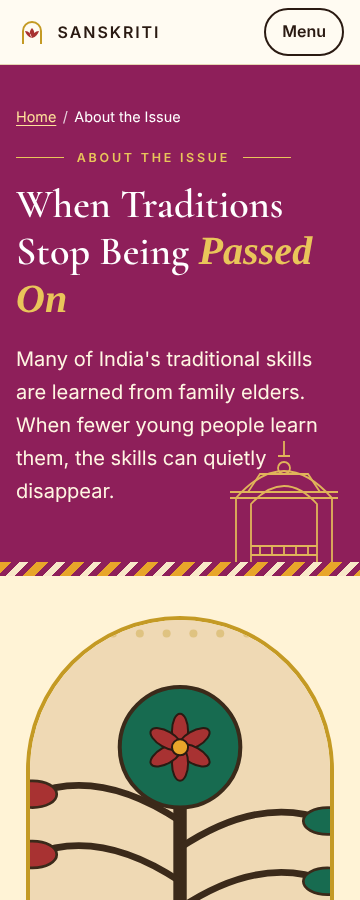 SANSKRITI
Menu
Home / About the Issue
ABOUT THE ISSUE
When Traditions
Stop Being Passed
On
Many of India's traditional skills
are learned from family elders.
When fewer young people learn
them, the skills can quietly
disappear.